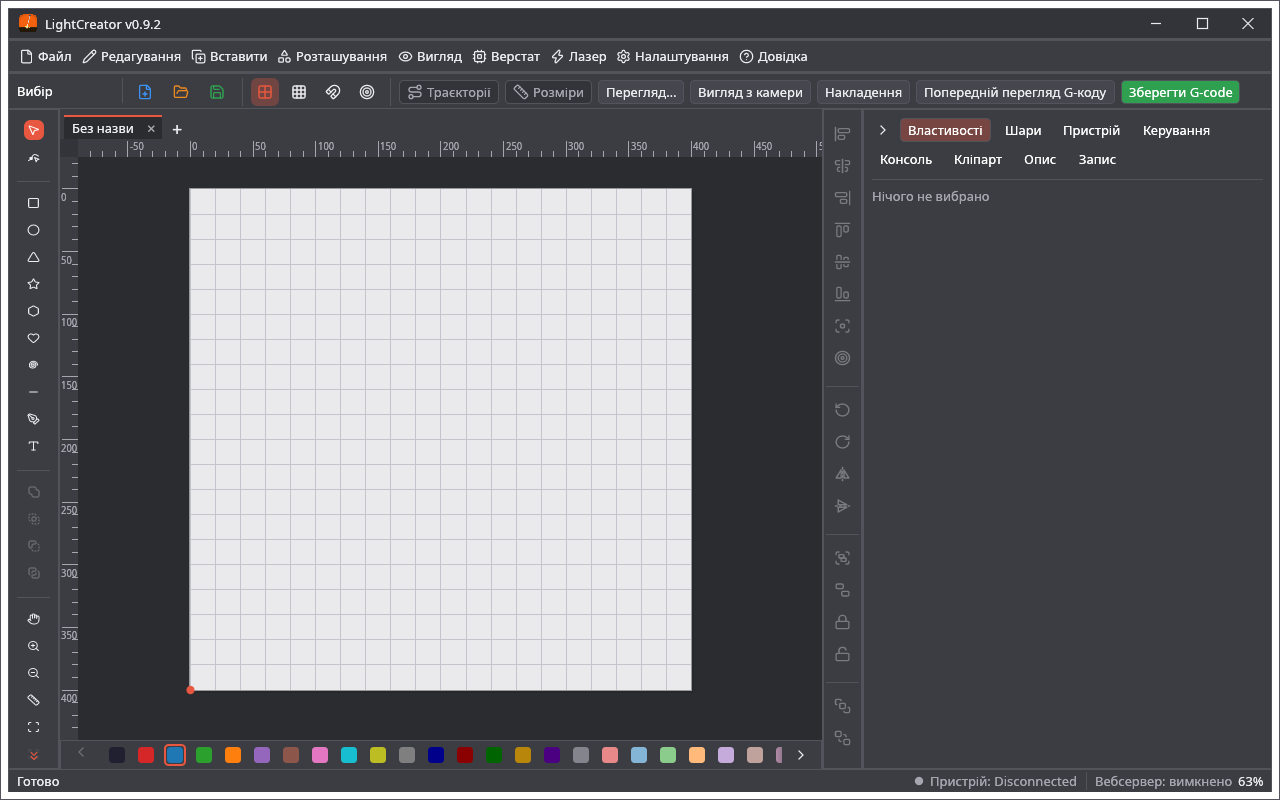 LightCreator v0.9.2
Файл Редагування Вставити Розташування Вигляд Верстат Лазер Налаштування Довідка
Вибір Траєкторії Розміри Перегляд... Вигляд з камери Накладення Попередній перегляд G-коду Зберегти G-code
Без назви
-50 0 50 100 150 200 250 300 350 400 450
0
50
100
150
200
250
300
350
400
Властивості Шари Пристрій Керування
Консоль Кліпарт Опис Запис
Нічого не вибрано
Готово Пристрій: Disconnected Вебсервер: вимкнено 63%